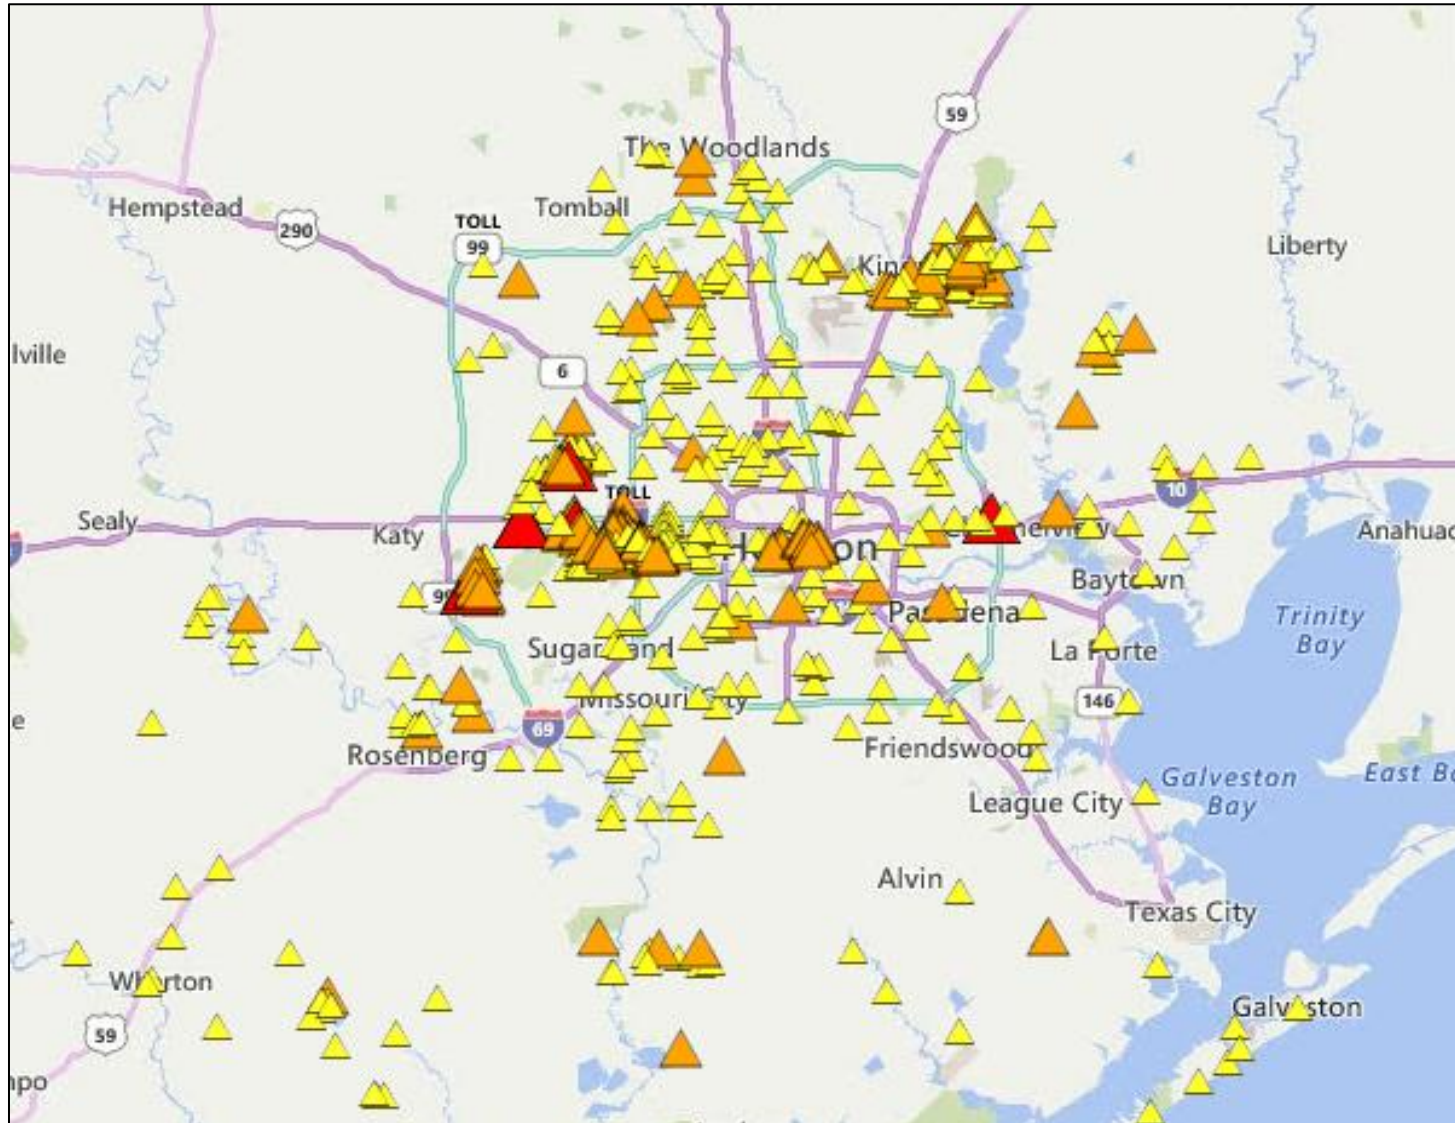 59
The Woodlands
Hempstead
Tomball
290
TOLL
99
Liberty
lville
6
TOLL
10
Sealy
Katy
Anahuac
Baytown
Pasadena
Trinity
Bay
Sugar Land
La Porte
Missouri City
146
69
Rosenberg
Friendswood
Galveston
Bay
East B
League City
Alvin
Texas City
Wharton
Galveston
59
mpo